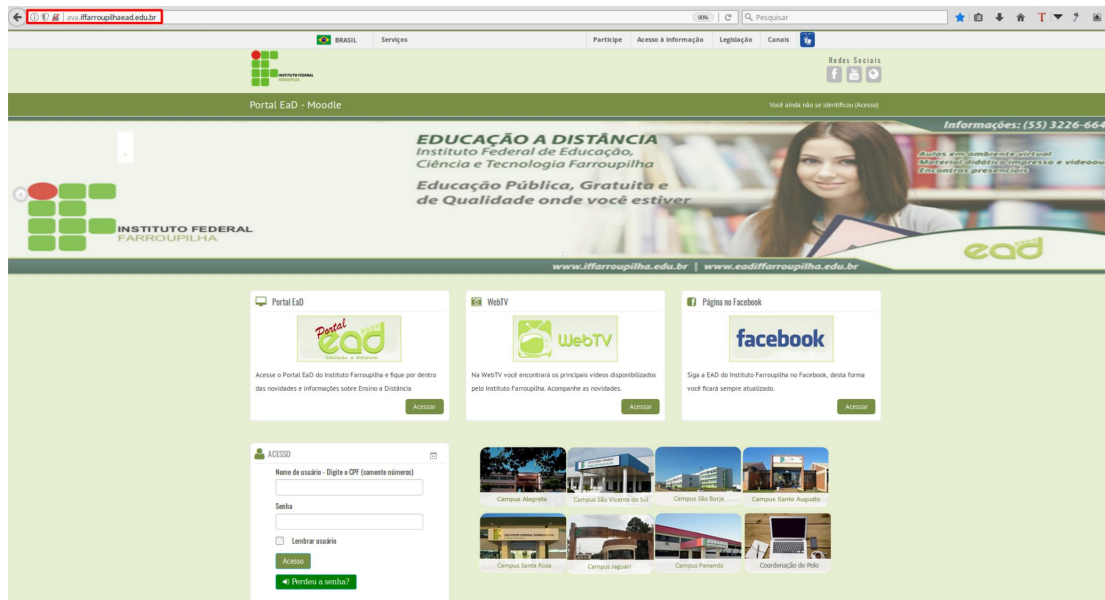 ava.iffarroupilhaead.edu.br
90%
Pesquisar
BRASIL
Serviços
Participe
Acesso à informação
Legislação
Canais
INSTITUTO FEDERAL
FARROUPILHA
Redes Sociais
Portal EaD - Moodle
Você ainda não se identificou (Acesso)
Informações: (55) 3226-664
EDUCAÇÃO A DISTÂNCIA
Instituto Federal de Educação,
Ciência e Tecnologia Farroupilha
Educação Pública, Gratuita e
de Qualidade onde você estiver
Aulas em ambiente virtual
Material didático impresso e videoau
Encontros presenciais
INSTITUTO FEDERAL
FARROUPILHA
ead
www.iffarroupilha.edu.br | www.eadiffarroupilha.edu.br
Portal EaD
Portal
ead
Educação a Distância
Acesse o Portal EaD do Instituto Farroupilha e fique por dentro
das novidades e informações sobre Ensino a Distância
Acessar
WebTV
WebTV
Na WebTV você encontrará os principais vídeos disponibilizados
pelo Instituto Farroupilha. Acompanhe as novidades.
Acessar
Página no Facebook
facebook
Siga a EAD do Instituto Farroupilha no Facebook, desta forma
você ficará sempre atualizado.
Acessar
ACESSO
Nome de usuário - Digite o CPF (somente números)
Senha
Lembrar usuário
Acesso
Perdeu a senha?
Campus Alegrete
Campus São Vicente do Sul
Campus São Borja
Campus Santo Augusto
Campus Santa Rosa
Campus Jaguari
Campus Panambi
Coordenação de Polo